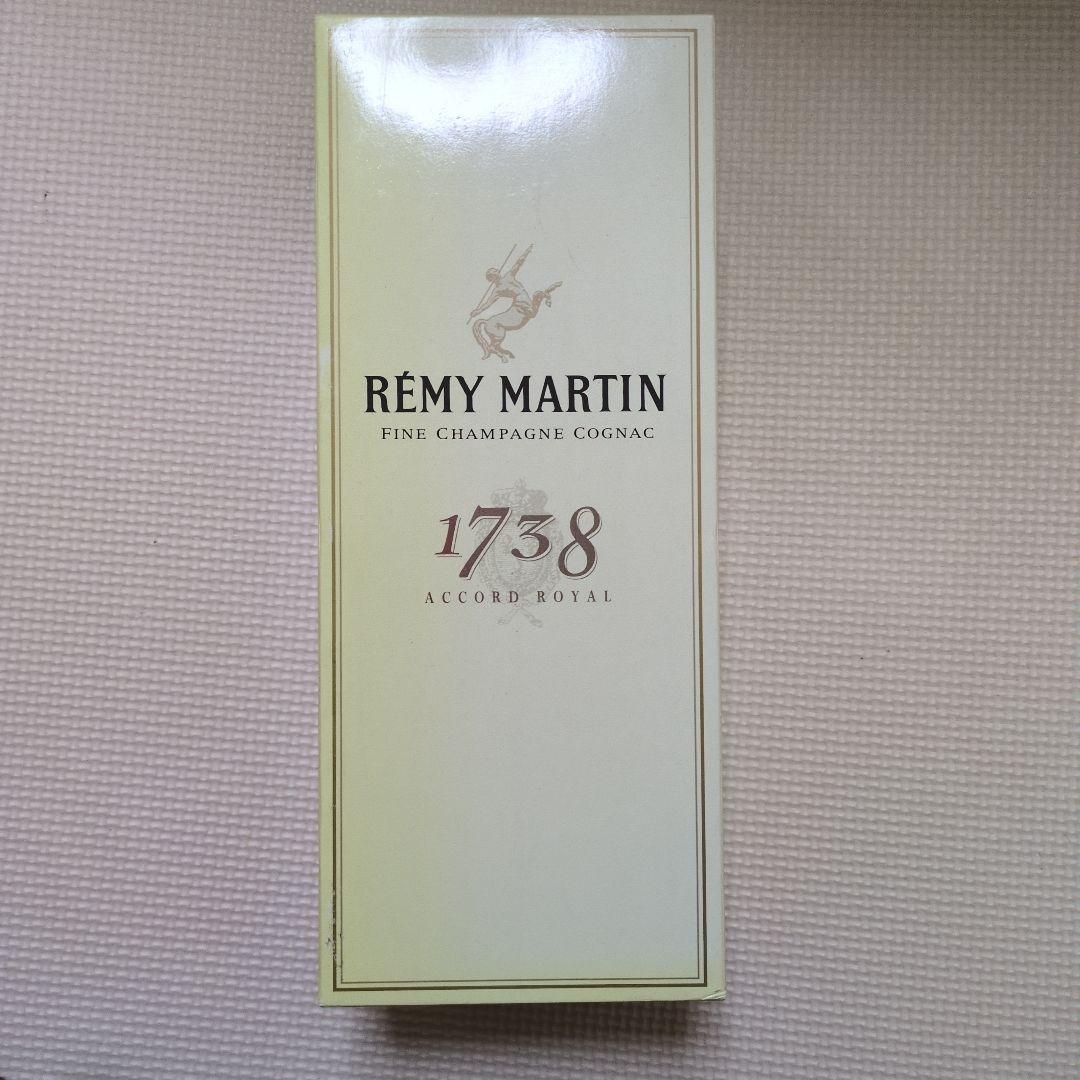 RÉMY MARTIN
FINE CHAMPAGNE COGNAC
1738
ACCORD ROYAL